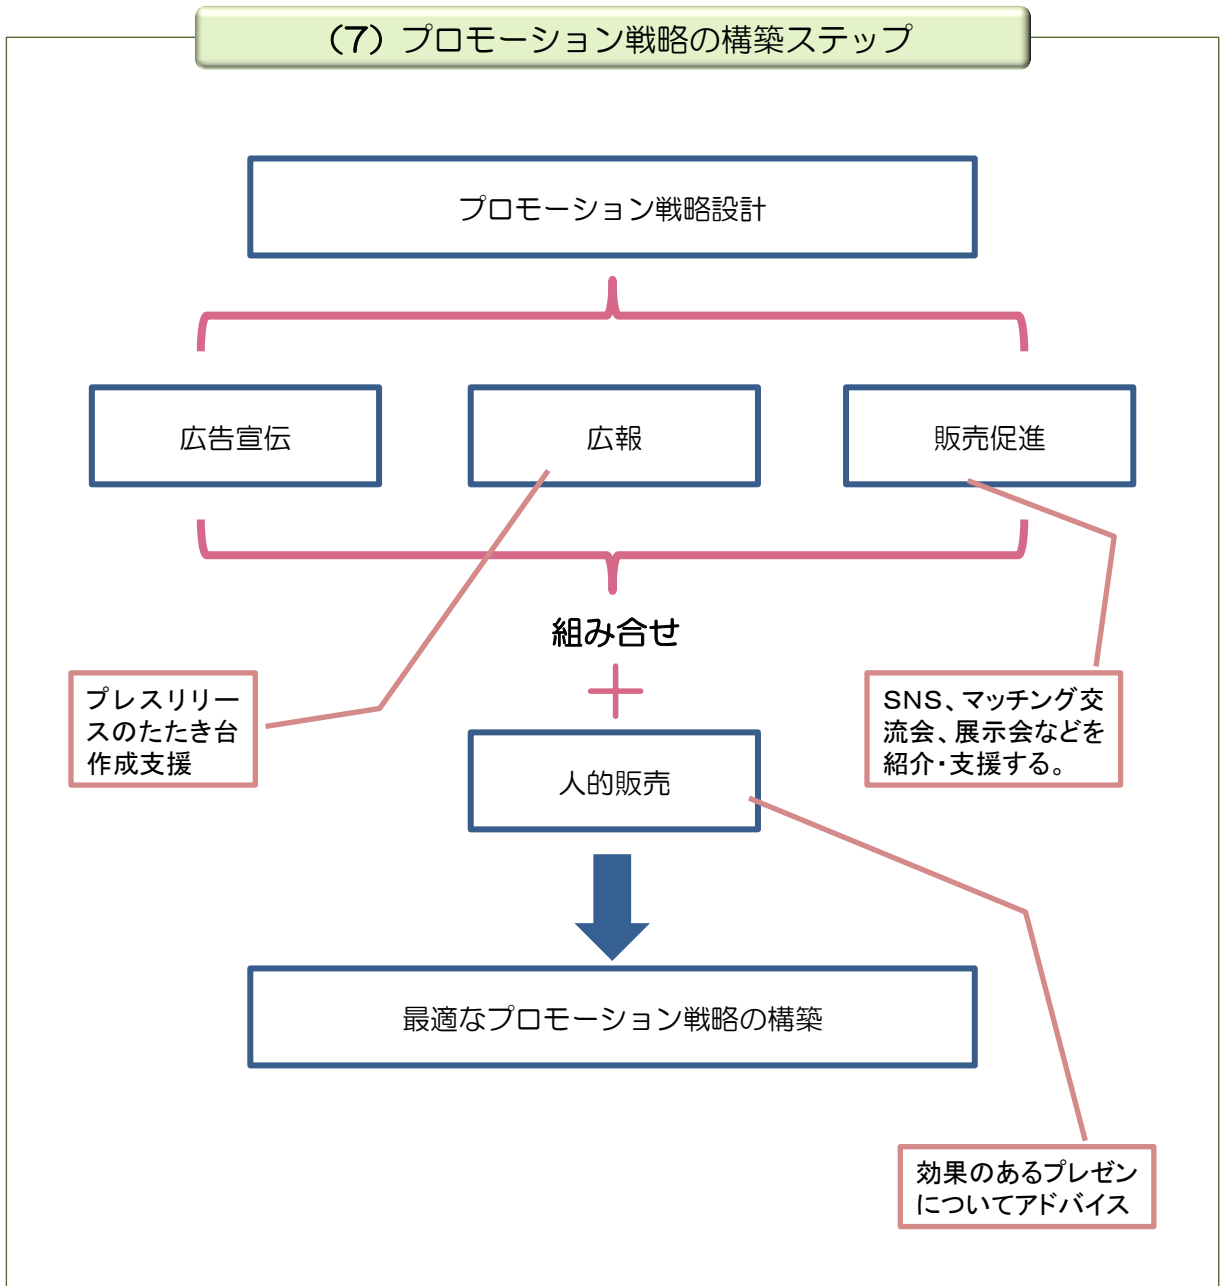 （7）プロモーション戦略の構築ステップ
プロモーション戦略設計
広告宣伝
広報
販売促進
組み合せ
プレスリリー
スのたたき台
作成支援
SNS、マッチング交
流会、展示会などを
紹介・支援する。
人的販売
最適なプロモーション戦略の構築
効果のあるプレゼン
についてアドバイス